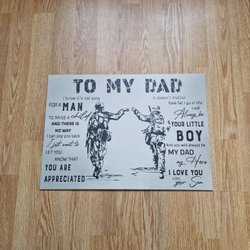 TO MY DAD
I know it's not easy
FOR A MAN
TO RAISE A child
AND THERE IS
NO WAY
I can pay you back
I just want to
LET YOU
KNOW THAT
YOU ARE
APPRECIATED
It doesn't matter
how far I go in life
I will
Always be
YOUR LITTLE
BOY
And you will always be
MY DAD
my Hero
I LOVE YOU
your Son